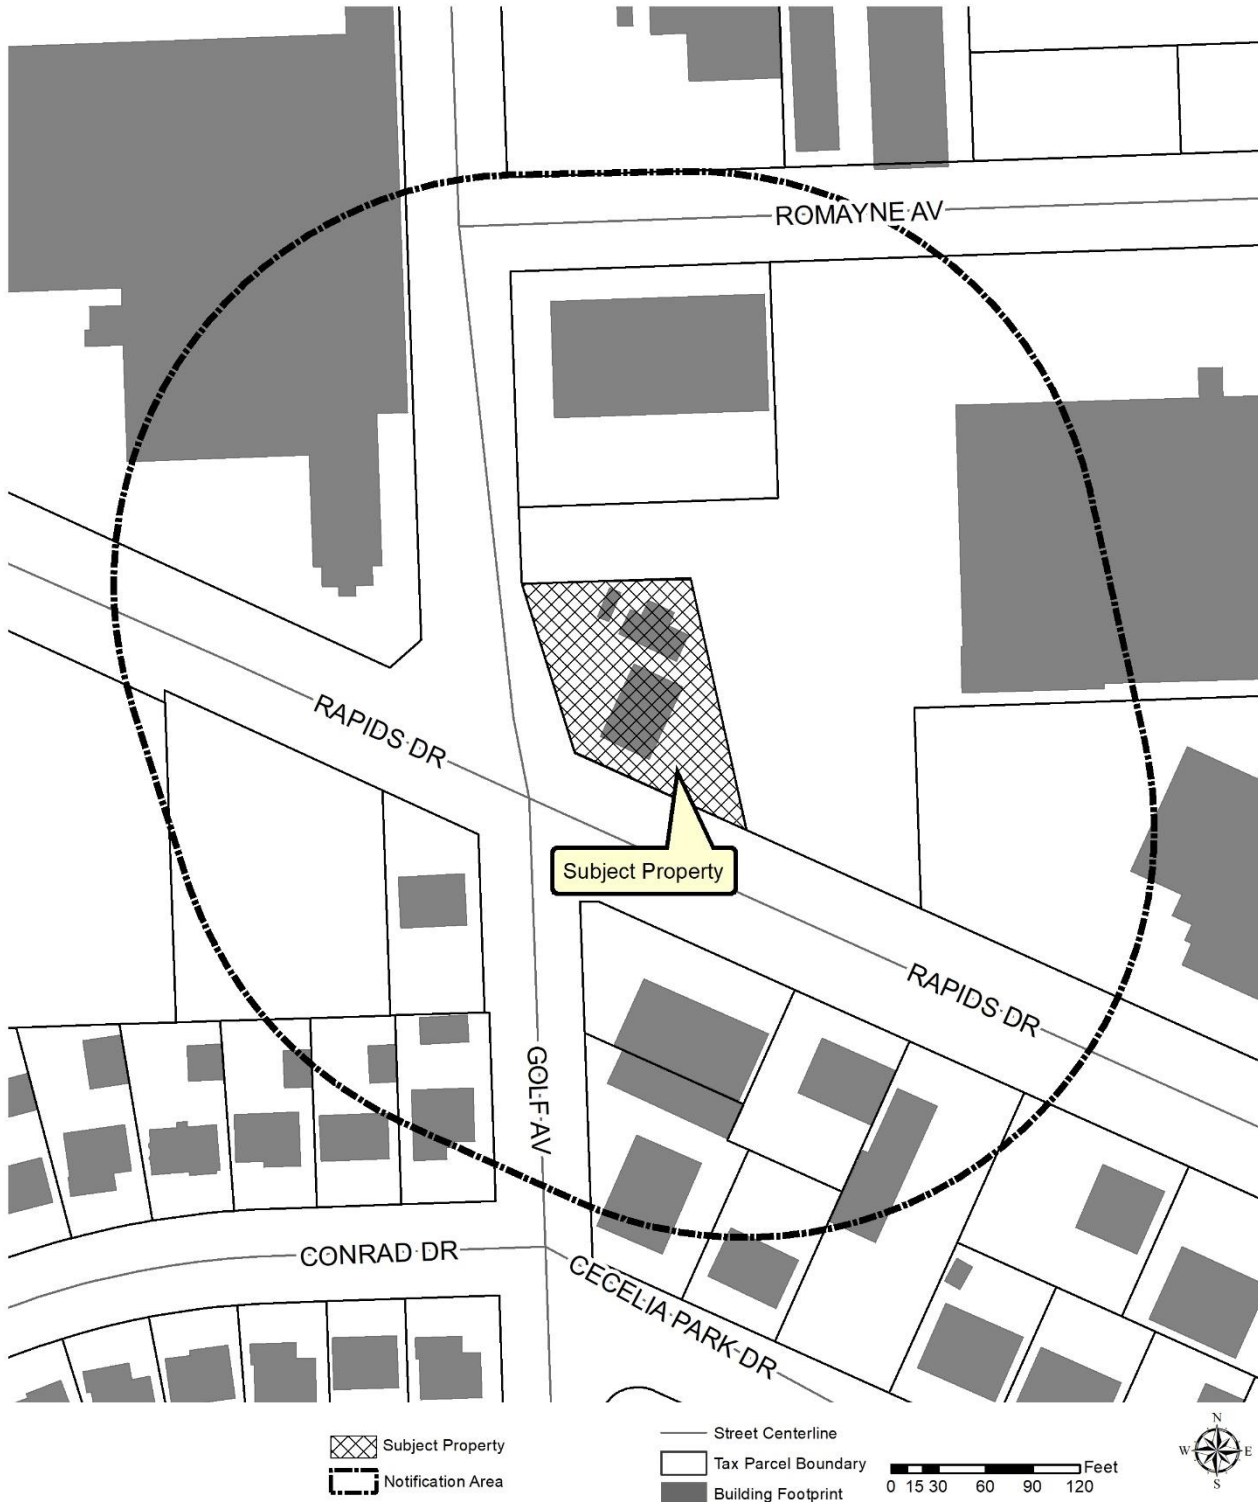 ROMAYNE AV
RAPIDS DR
Subject Property
RAPIDS DR
GOLF AV
CONRAD DR
CECELIA PARK DR
Subject Property
Notification Area
Street Centerline
Tax Parcel Boundary
Building Footprint
Feet
0 15 30 60 90 120
N
W E
S